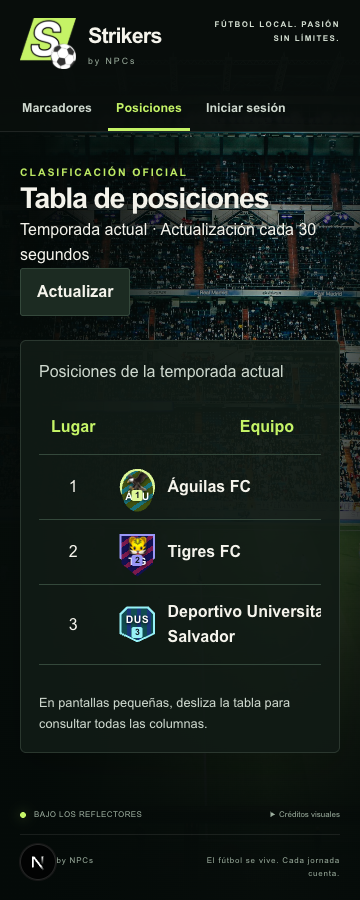 S
Strikers
by NPCs
FÚTBOL LOCAL. PASIÓN
SIN LÍMITES.
Marcadores
Posiciones
Iniciar sesión
CLASIFICACIÓN OFICIAL
Tabla de posiciones
Temporada actual · Actualización cada 30
segundos
Actualizar
Posiciones de la temporada actual
Lugar
Equipo
1
1
Águilas FC
2
2
Tigres FC
3
DUS
3
Deportivo Universita
Salvador
En pantallas pequeñas, desliza la tabla para
consultar todas las columnas.
BAJO LOS REFLECTORES
Créditos visuales
N
by NPCs
El fútbol se vive. Cada jornada
cuenta.